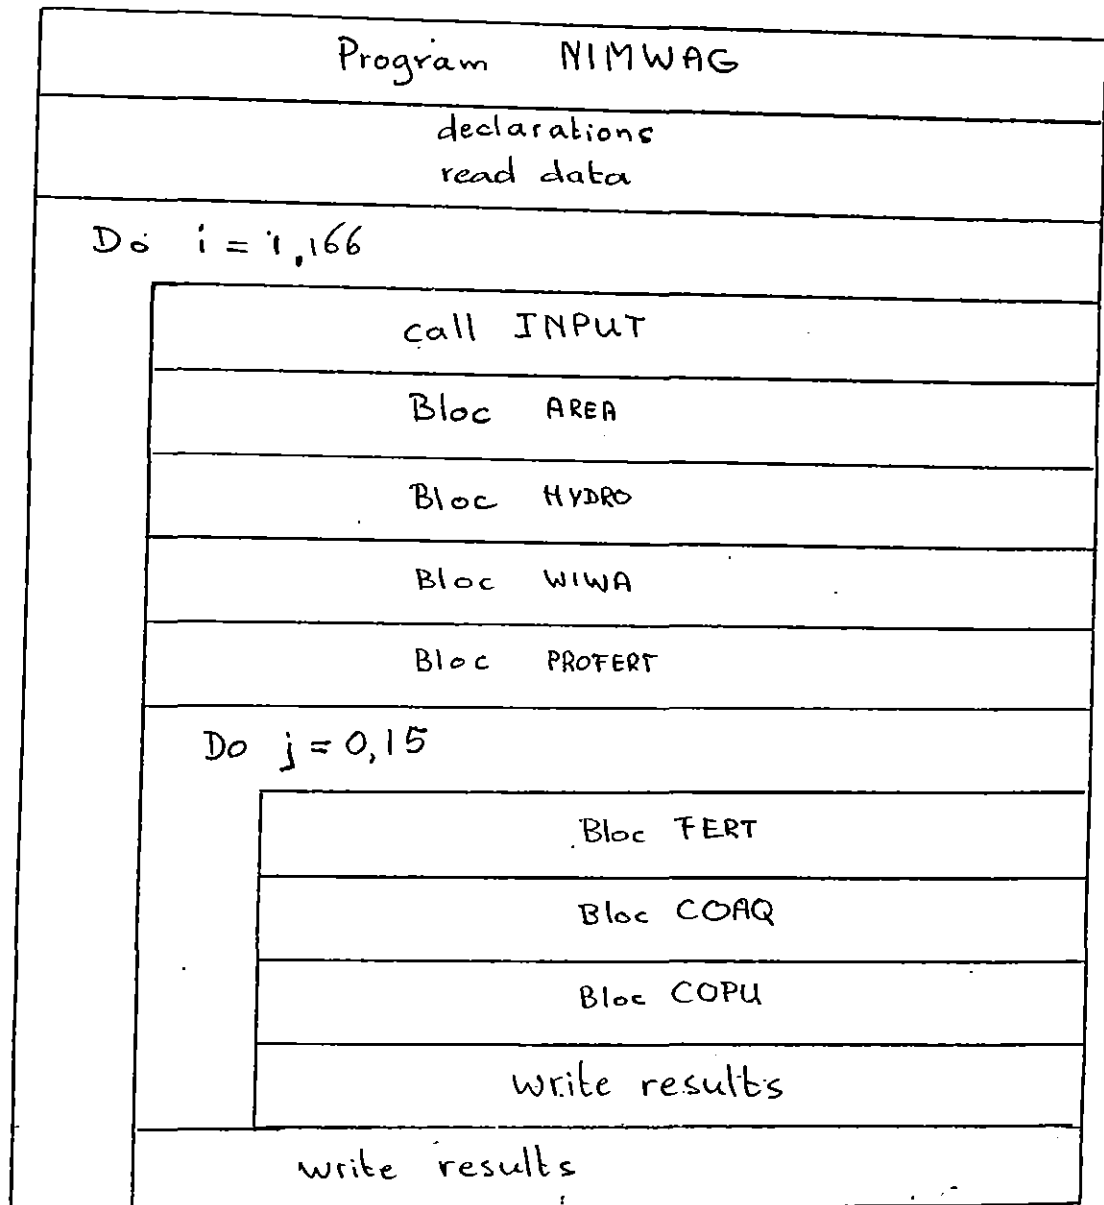 Program NIMWAG
declarations
read data
Do i = 1,166
call INPUT
Bloc AREA
Bloc HYDRO
Bloc WIWA
Bloc PROFERT
Do j = 0,15
Bloc FERT
Bloc COAQ
Bloc COPU
write results
write results